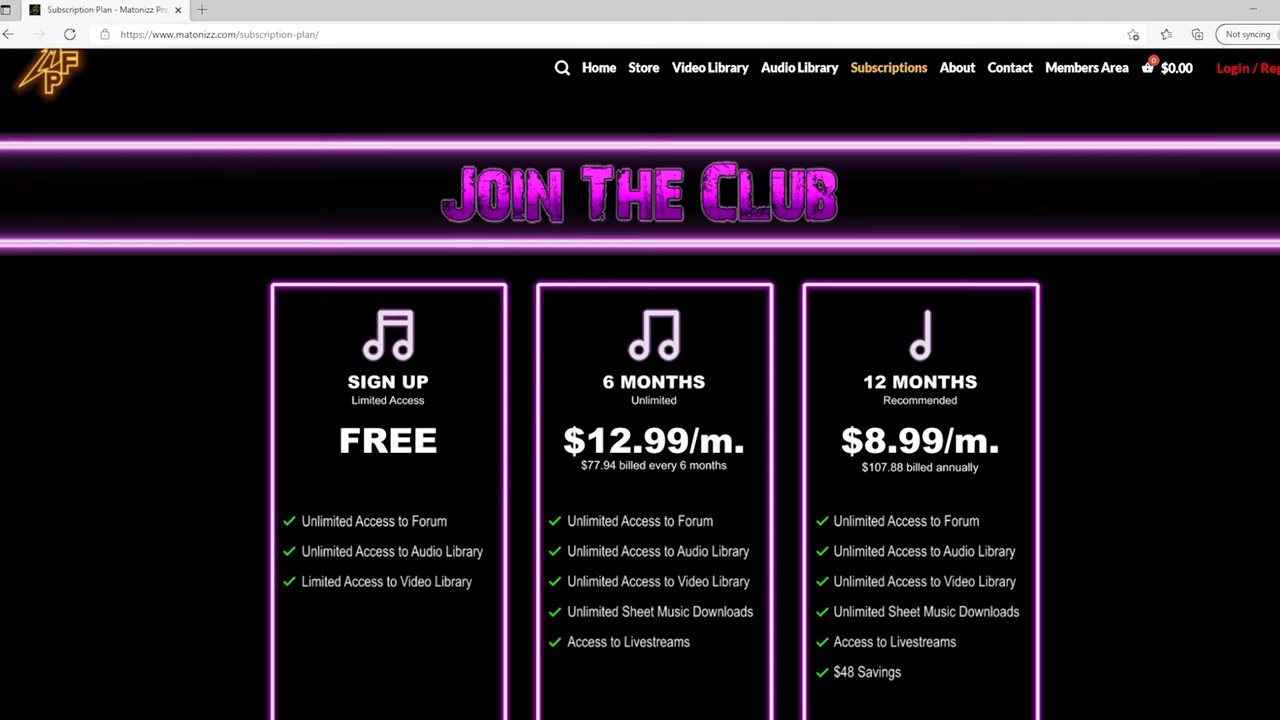 Subscription Plan - Matonizz Pro
https://www.matonizz.com/subscription-plan/
Not syncing
MFP
Home Store Video Library Audio Library Subscriptions About Contact Members Area 0 $0.00 Login / Reg
JOIN THE CLUB
SIGN UP
Limited Access
FREE
Unlimited Access to Forum
Unlimited Access to Audio Library
Limited Access to Video Library
6 MONTHS
Unlimited
$12.99/m.
$77.94 billed every 6 months
Unlimited Access to Forum
Unlimited Access to Audio Library
Unlimited Access to Video Library
Unlimited Sheet Music Downloads
Access to Livestreams
12 MONTHS
Recommended
$8.99/m.
$107.88 billed annually
Unlimited Access to Forum
Unlimited Access to Audio Library
Unlimited Access to Video Library
Unlimited Sheet Music Downloads
Access to Livestreams
$48 Savings